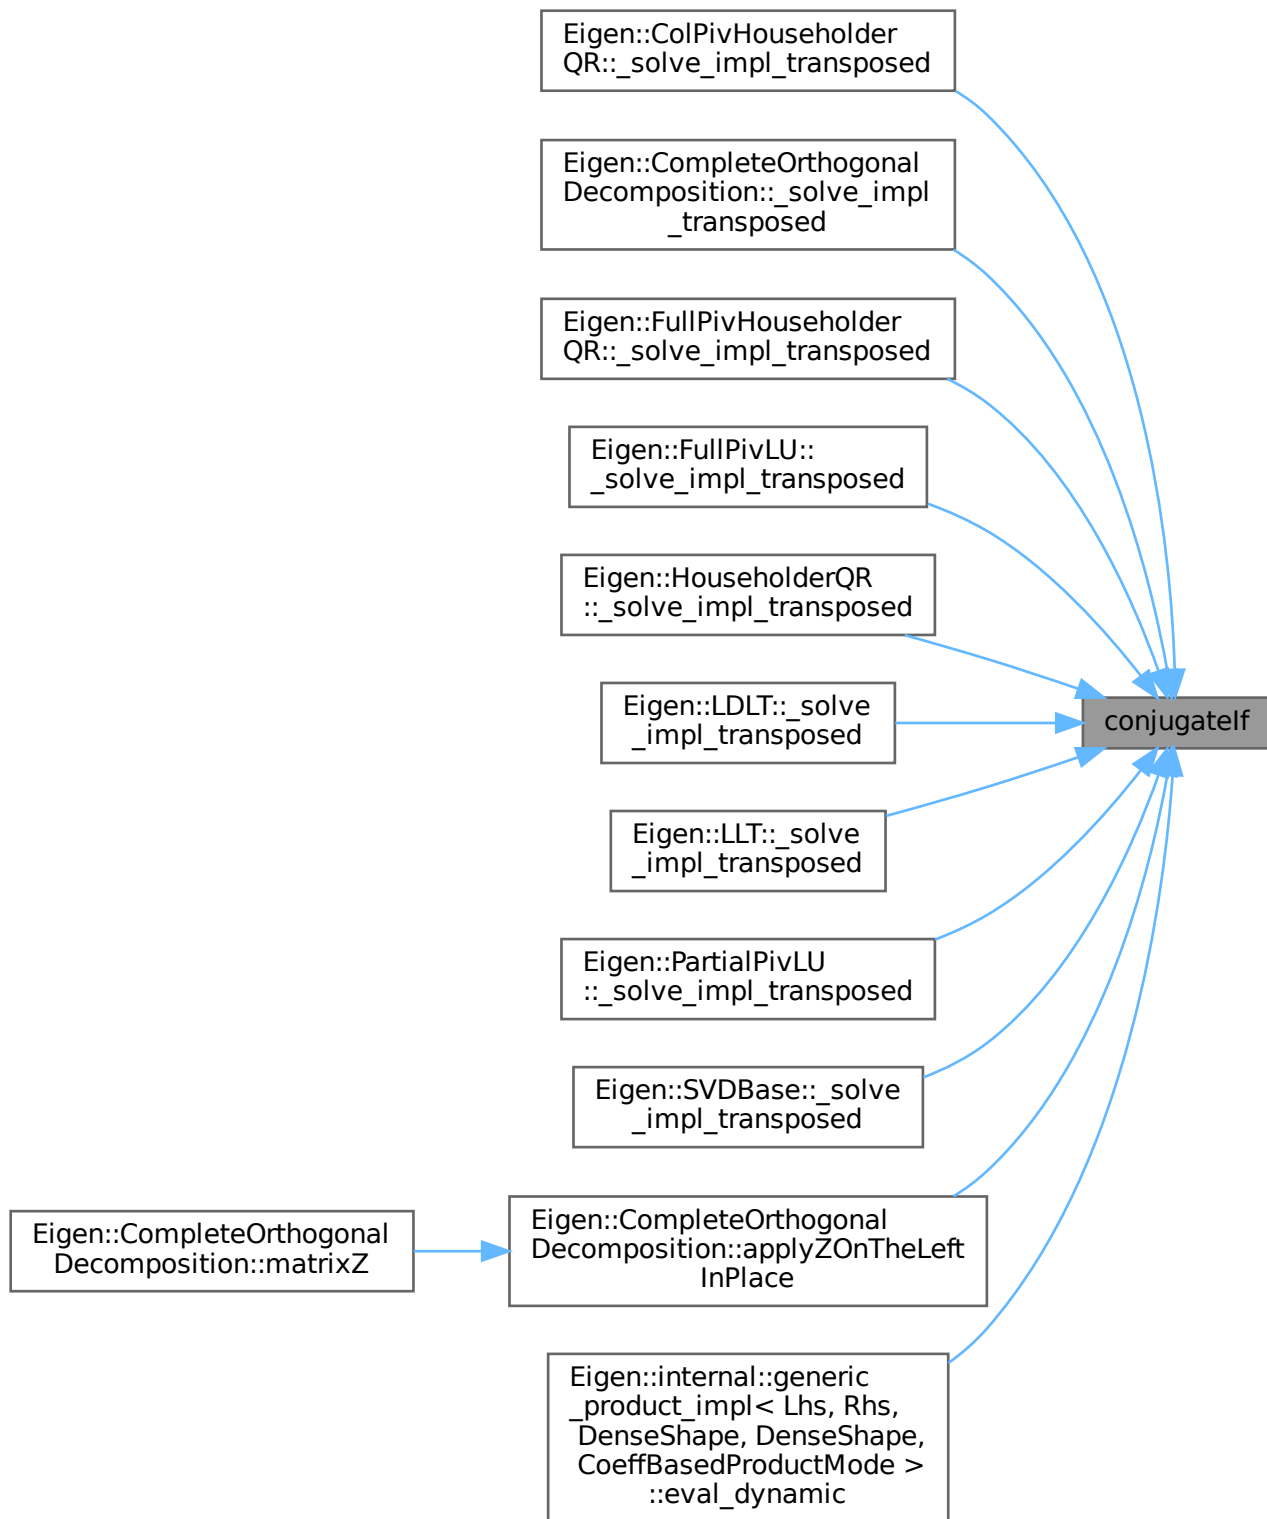 Eigen::ColPivHouseholder
QR::_solve_impl_transposed
Eigen::CompleteOrthogonal
Decomposition::_solve_impl
_transposed
Eigen::FullPivHouseholder
QR::_solve_impl_transposed
Eigen::FullPivLU::
_solve_impl_transposed
Eigen::HouseholderQR
::_solve_impl_transposed
Eigen::LDLT::_solve
_impl_transposed
conjugateIf
Eigen::LLT::_solve
_impl_transposed
Eigen::PartialPivLU
::_solve_impl_transposed
Eigen::SVDBase::_solve
_impl_transposed
Eigen::CompleteOrthogonal
Decomposition::matrixZ
Eigen::CompleteOrthogonal
Decomposition::applyZOnTheLeft
InPlace
Eigen::internal::generic
_product_impl< Lhs, Rhs,
DenseShape, DenseShape,
CoeffBasedProductMode >
::eval_dynamic